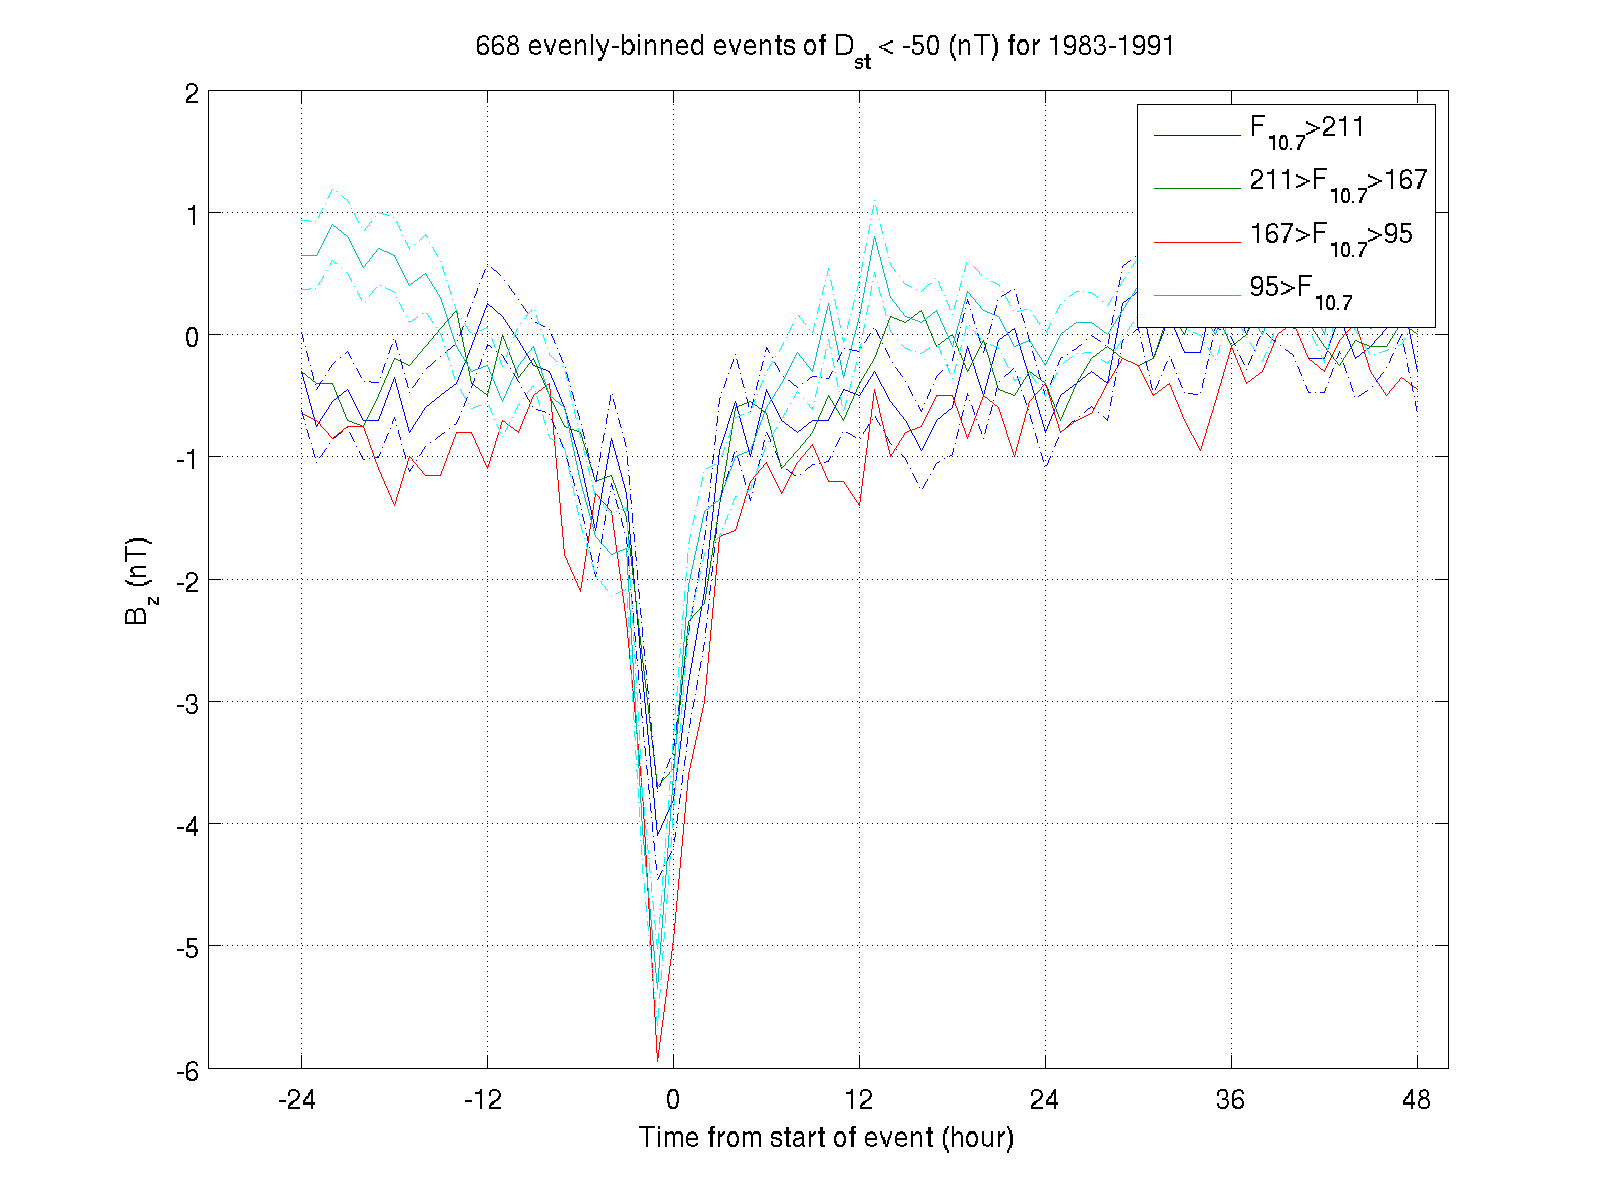 668 evenly-binned events of Dst < -50 (nT) for 1983-1991
2
1
0
-1
-2
-3
-4
-5
-6
Bz (nT)
F10.7>211
211>F10.7>167
167>F10.7>95
95>F10.7
-24 -12 0 12 24 36 48
Time from start of event (hour)